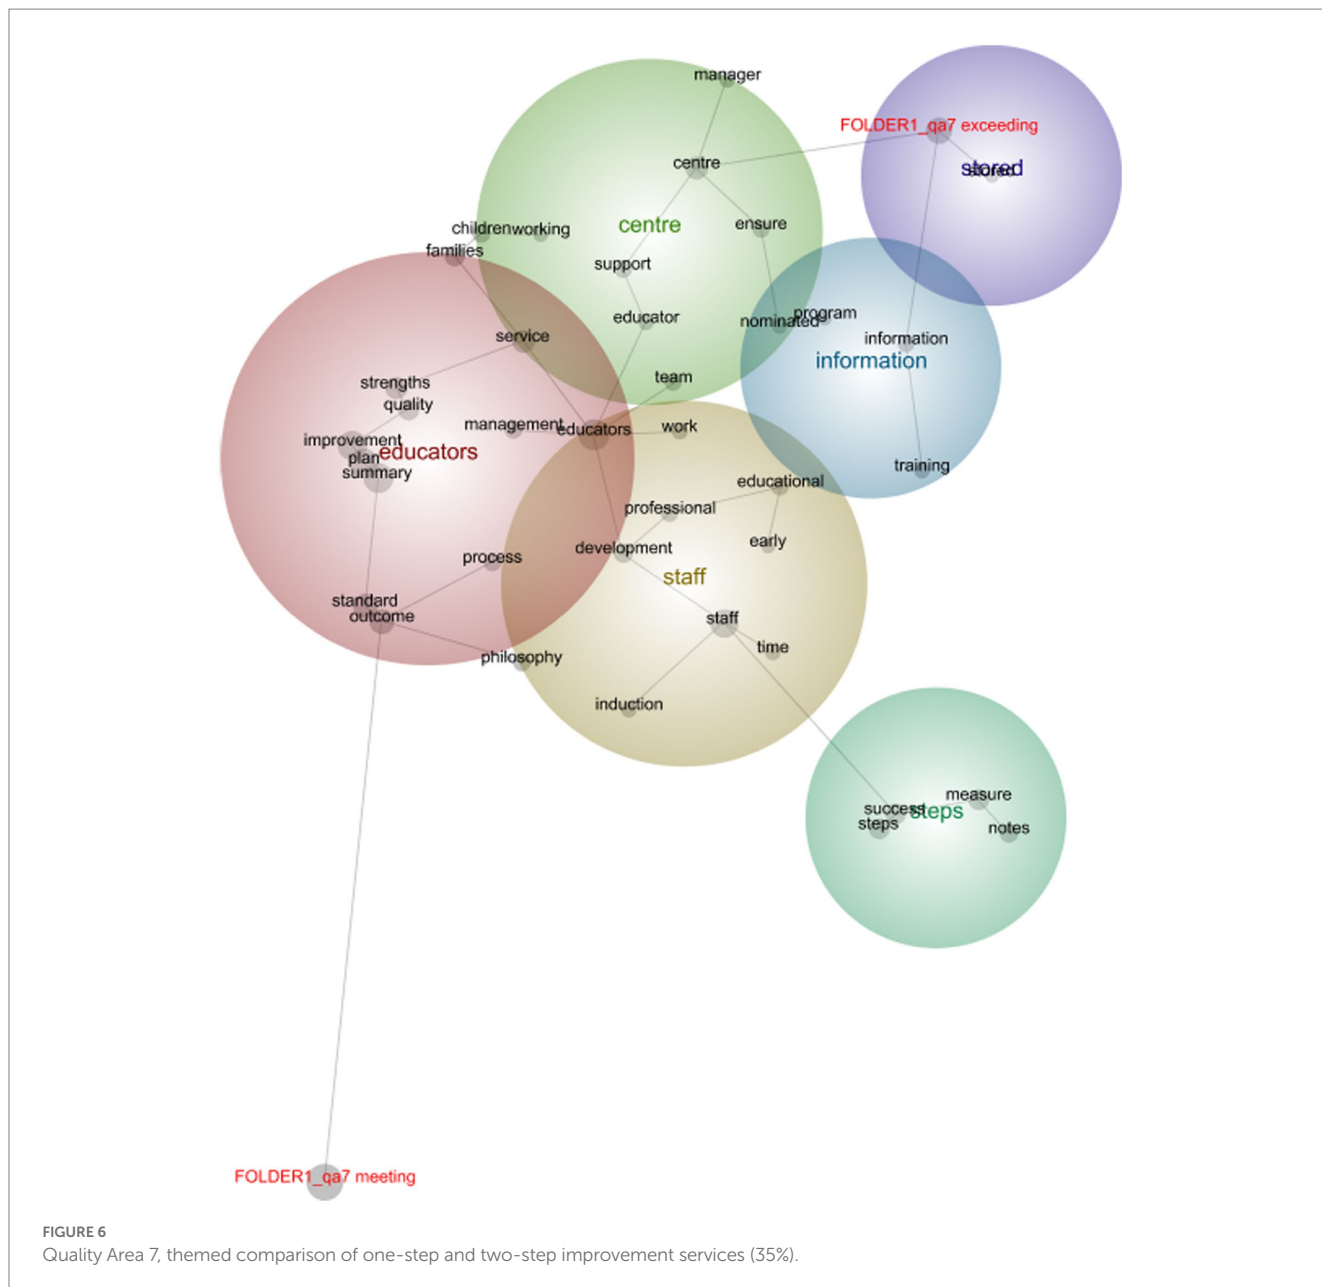 manager
FOLDER1_qa7 exceeding
centre
stored
stored
childrenworking
centre
ensure
families
support
educator
nominated
program
service
information
information
team
strengths
quality
management
educators
work
improvement
plan
educators
summary
training
educational
professional
early
development
process
staff
standard
outcome
staff
time
philosophy
induction
measure
success
steps
steps
notes
FOLDER1_qa7 meeting
FIGURE 6
Quality Area 7, themed comparison of one-step and two-step improvement services (35%).